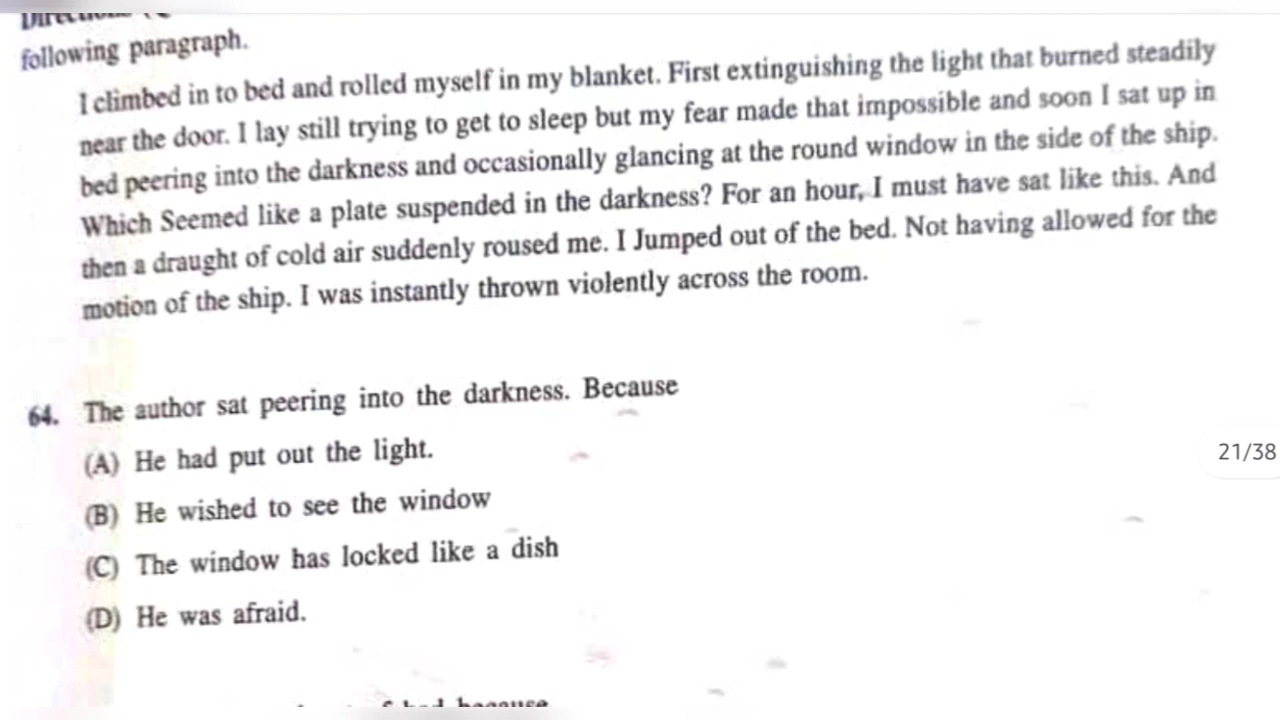 following paragraph.
I climbed in to bed and rolled myself in my blanket. First extinguishing the light that burned steadily
near the door. I lay still trying to get to sleep but my fear made that impossible and soon I sat up in
bed peering into the darkness and occasionally glancing at the round window in the side of the ship.
Which Seemed like a plate suspended in the darkness? For an hour, I must have sat like this. And
then a draught of cold air suddenly roused me. I Jumped out of the bed. Not having allowed for the
motion of the ship. I was instantly thrown violently across the room.
64. The author sat peering into the darkness. Because
(A) He had put out the light.
21/38
(B) He wished to see the window
(C) The window has locked like a dish
(D) He was afraid.
because